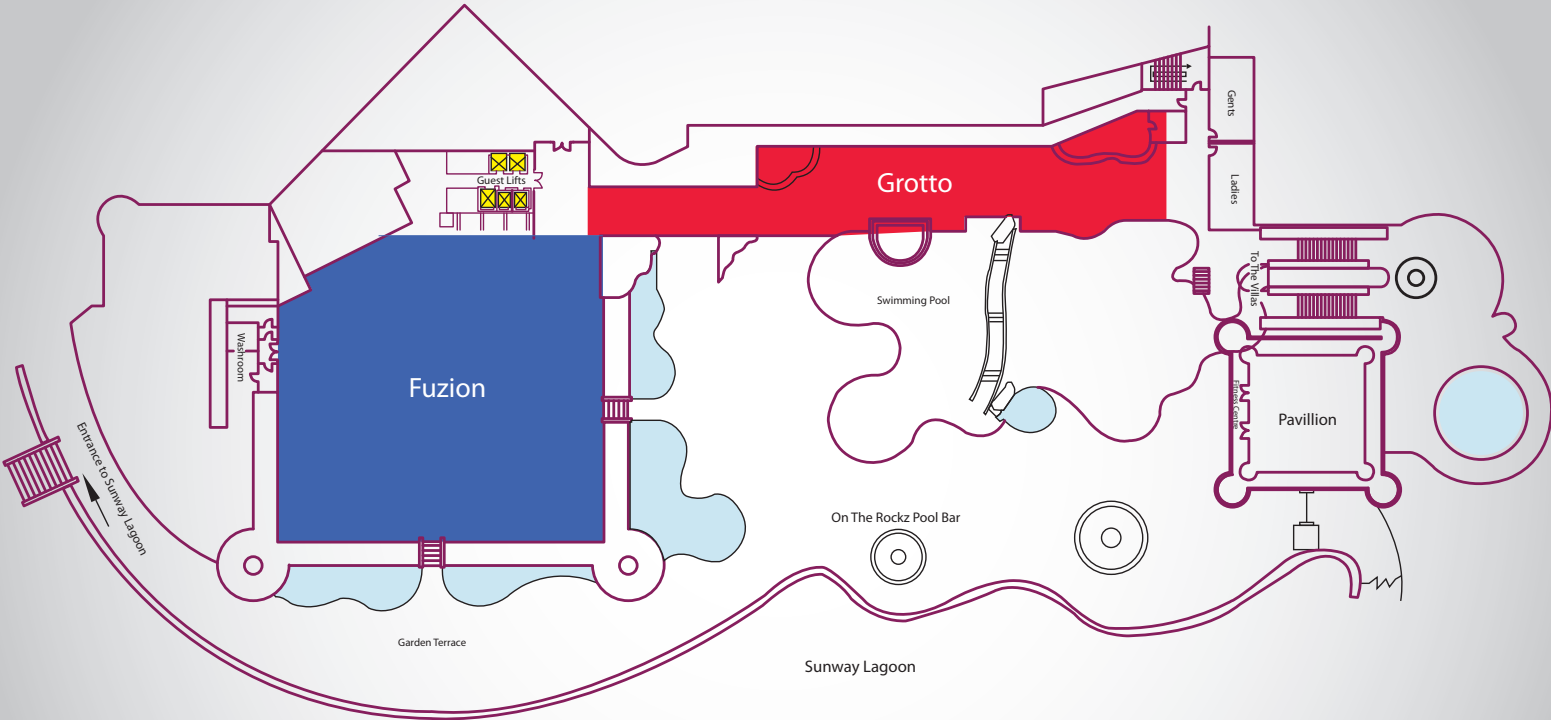 Gents
Guest Lifts
Grotto
Ladies
To The Villas
Swimming Pool
Washroom
Fuzion
Fitness Centre
Pavillion
Entrance to Sunway Lagoon
On The Rockz Pool Bar
Garden Terrace
Sunway Lagoon